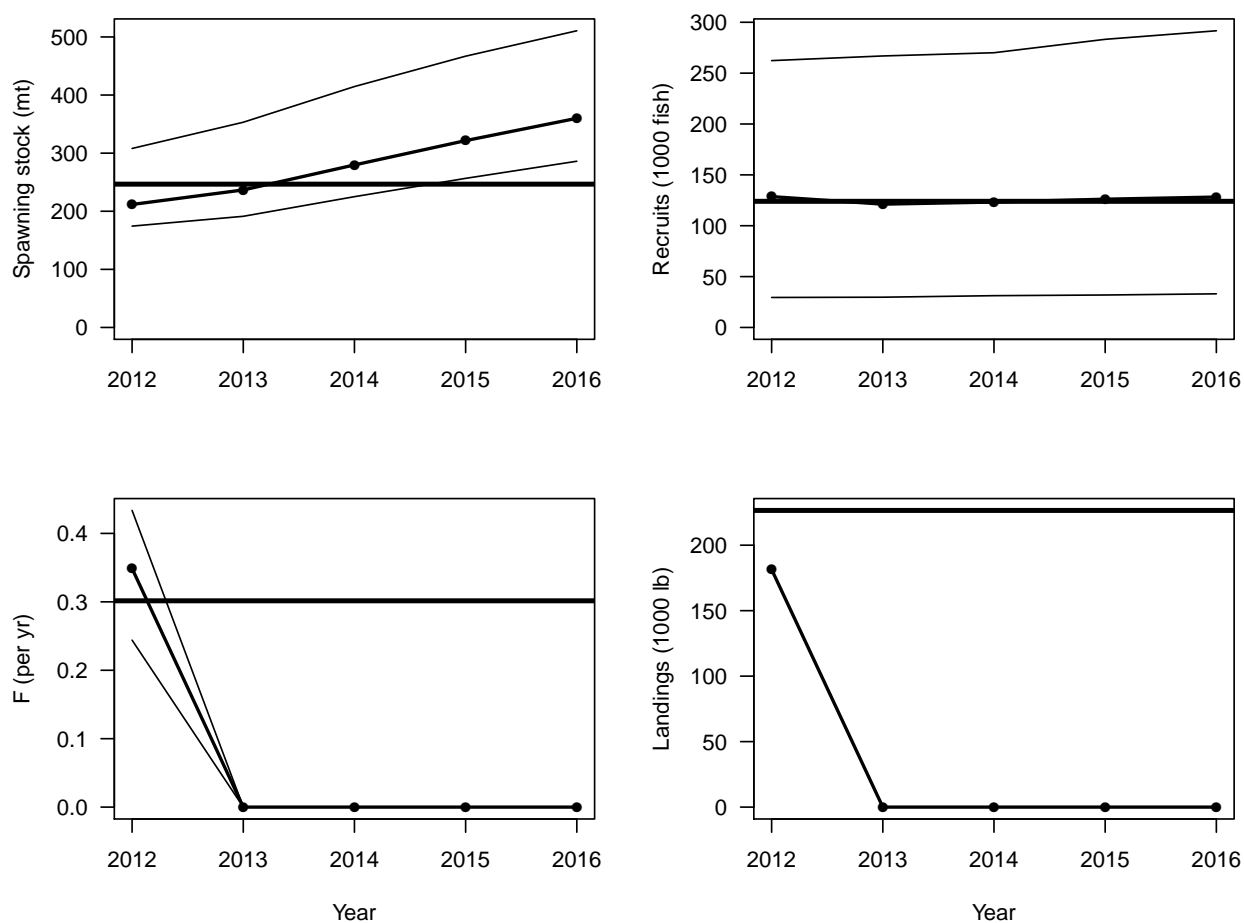 Spawning stock (mt)
500
400
300
200
100
0
2012 2013 2014 2015 2016
Recruits (1000 fish)
300
250
200
150
100
50
0
2012 2013 2014 2015 2016
F (per yr)
0.4
0.3
0.2
0.1
0.0
2012 2013 2014 2015 2016
Year
Landings (1000 lb)
200
150
100
50
0
2012 2013 2014 2015 2016
Year